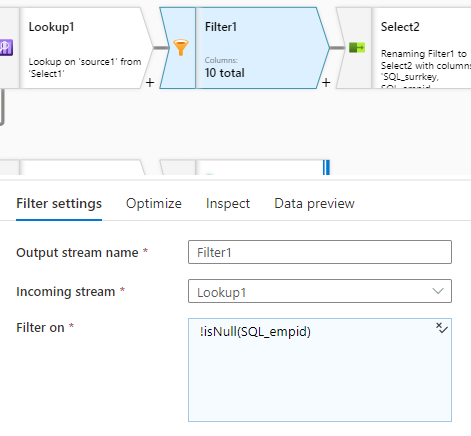 Lookup1
Lookup on 'source1' from
'Select1'
+
Filter1
Columns:
10 total
+
Select2
Renaming Filter1 to
Select2 with columns
'SQL_surrkey,
SQL_empid
Filter settings
Optimize
Inspect
Data preview
Output stream name *
Filter1
Incoming stream *
Lookup1
Filter on *
!isNull(SQL_empid)